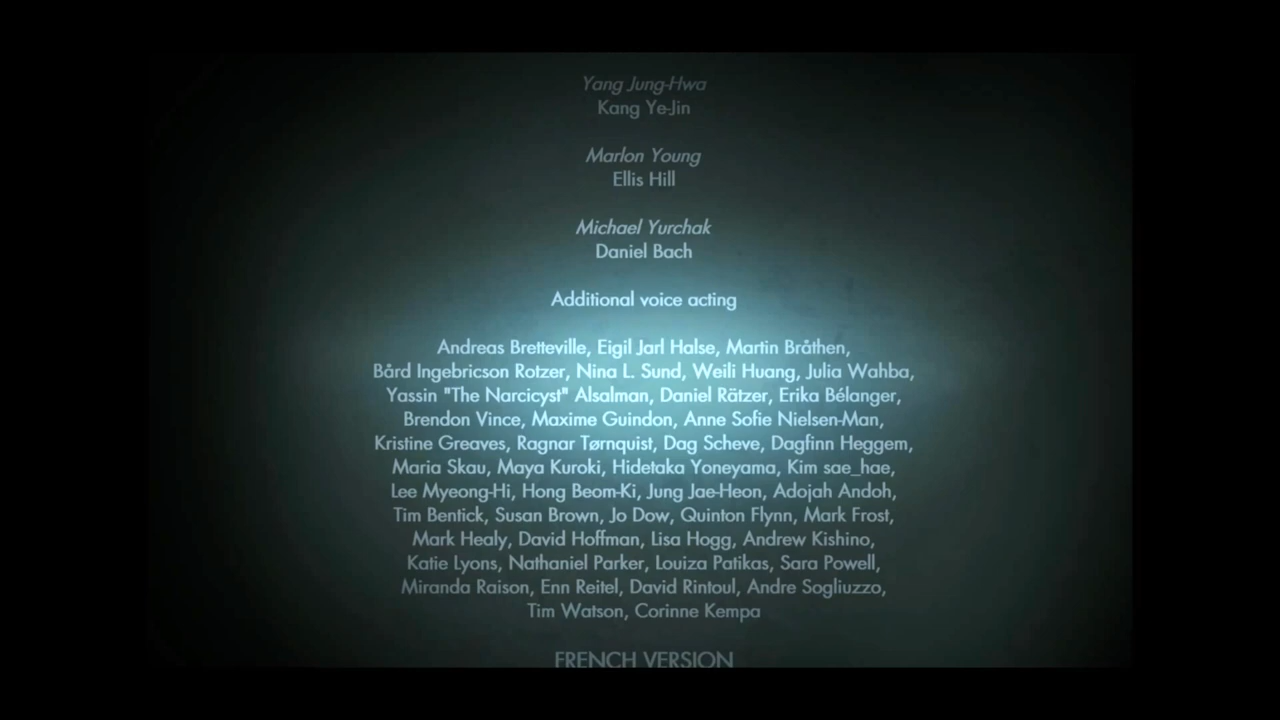 Yang Jung-Hwa
Kang Ye-Jin
Marlon Young
Ellis Hill
Michael Yurchak
Daniel Bach
Additional voice acting
Andreas Bretteville, Eigil Jarl Halse, Martin Bråthen,
Bård Ingebricson Rotzer, Nina L. Sund, Weili Huang, Julia Wahba,
Yassin "The Narcicyst" Alsalman, Daniel Rätzer, Erika Bélanger,
Brendon Vince, Maxime Guindon, Anne Sofie Nielsen-Man,
Kristine Greaves, Ragnar Tørnquist, Dag Scheve, Dagfinn Heggem,
Maria Skau, Maya Kuroki, Hidetaka Yoneyama, Kim sae_hae,
Lee Myeong-Hi, Hong Beom-Ki, Jung Jae-Heon, Adojah Andoh,
Tim Bentick, Susan Brown, Jo Dow, Quinton Flynn, Mark Frost,
Mark Healy, David Hoffman, Lisa Hogg, Andrew Kishino,
Katie Lyons, Nathaniel Parker, Louiza Patikas, Sara Powell,
Miranda Raison, Enn Reitel, David Rintoul, Andre Sogliuzzo,
Tim Watson, Corinne Kempa
FRENCH VERSION